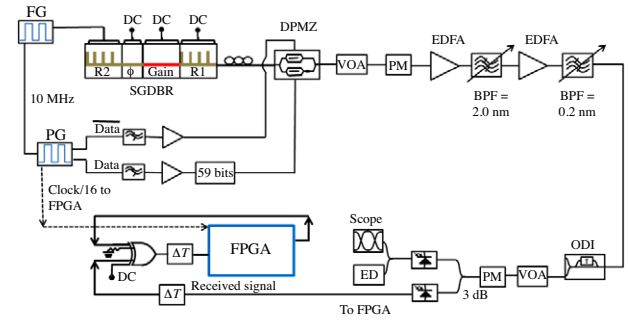 FG
DC DC DC
DPMZ
EDFA
EDFA
R2 ϕ Gain R1
VOA
PM
SGDBR
BPF =
2.0 nm
BPF =
0.2 nm
10 MHz
PG
Data
Data
59 bits
Clock/16 to
FPGA
Scope
ED
ODI
FPGA
ΔT
DC
ΔT
Received signal
To FPGA
3 dB
PM
VOA
T